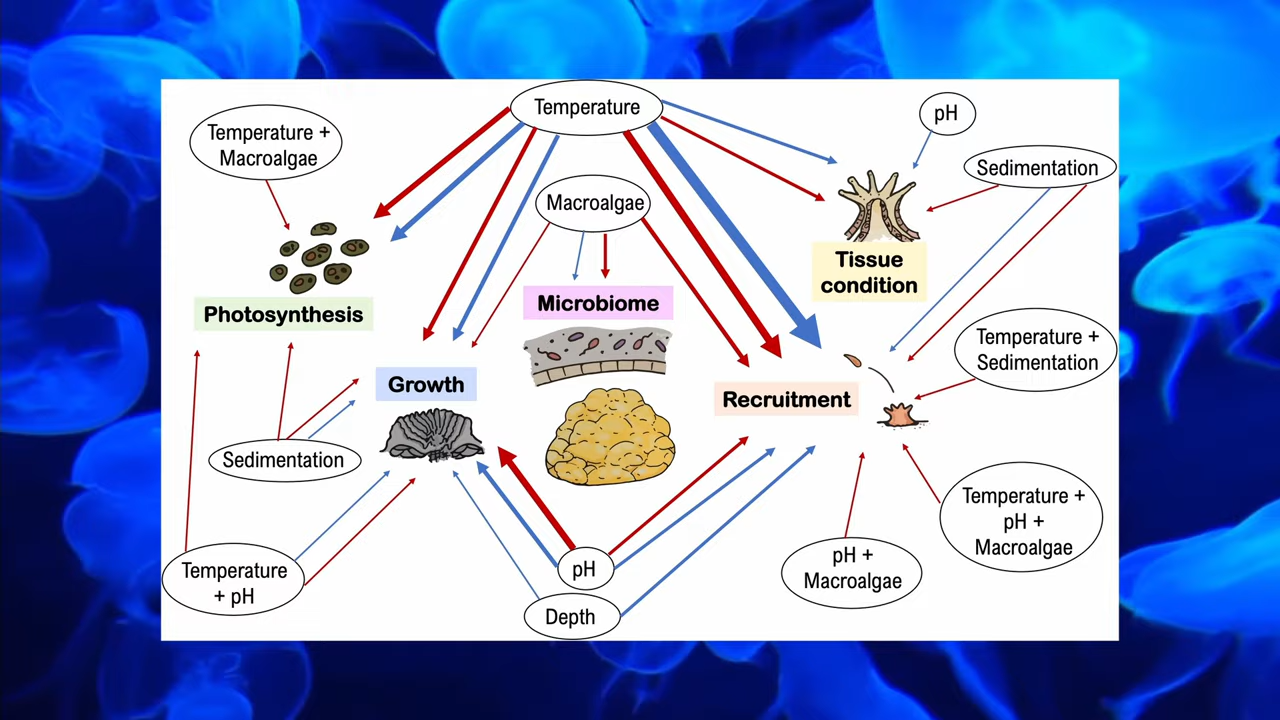 Temperature
pH
Temperature +
Macroalgae
Sedimentation
Macroalgae
Tissue
condition
Microbiome
Photosynthesis
Temperature +
Sedimentation
Growth
Recruitment
Sedimentation
Temperature +
pH +
Macroalgae
pH +
Macroalgae
Temperature
+ pH
pH
Depth